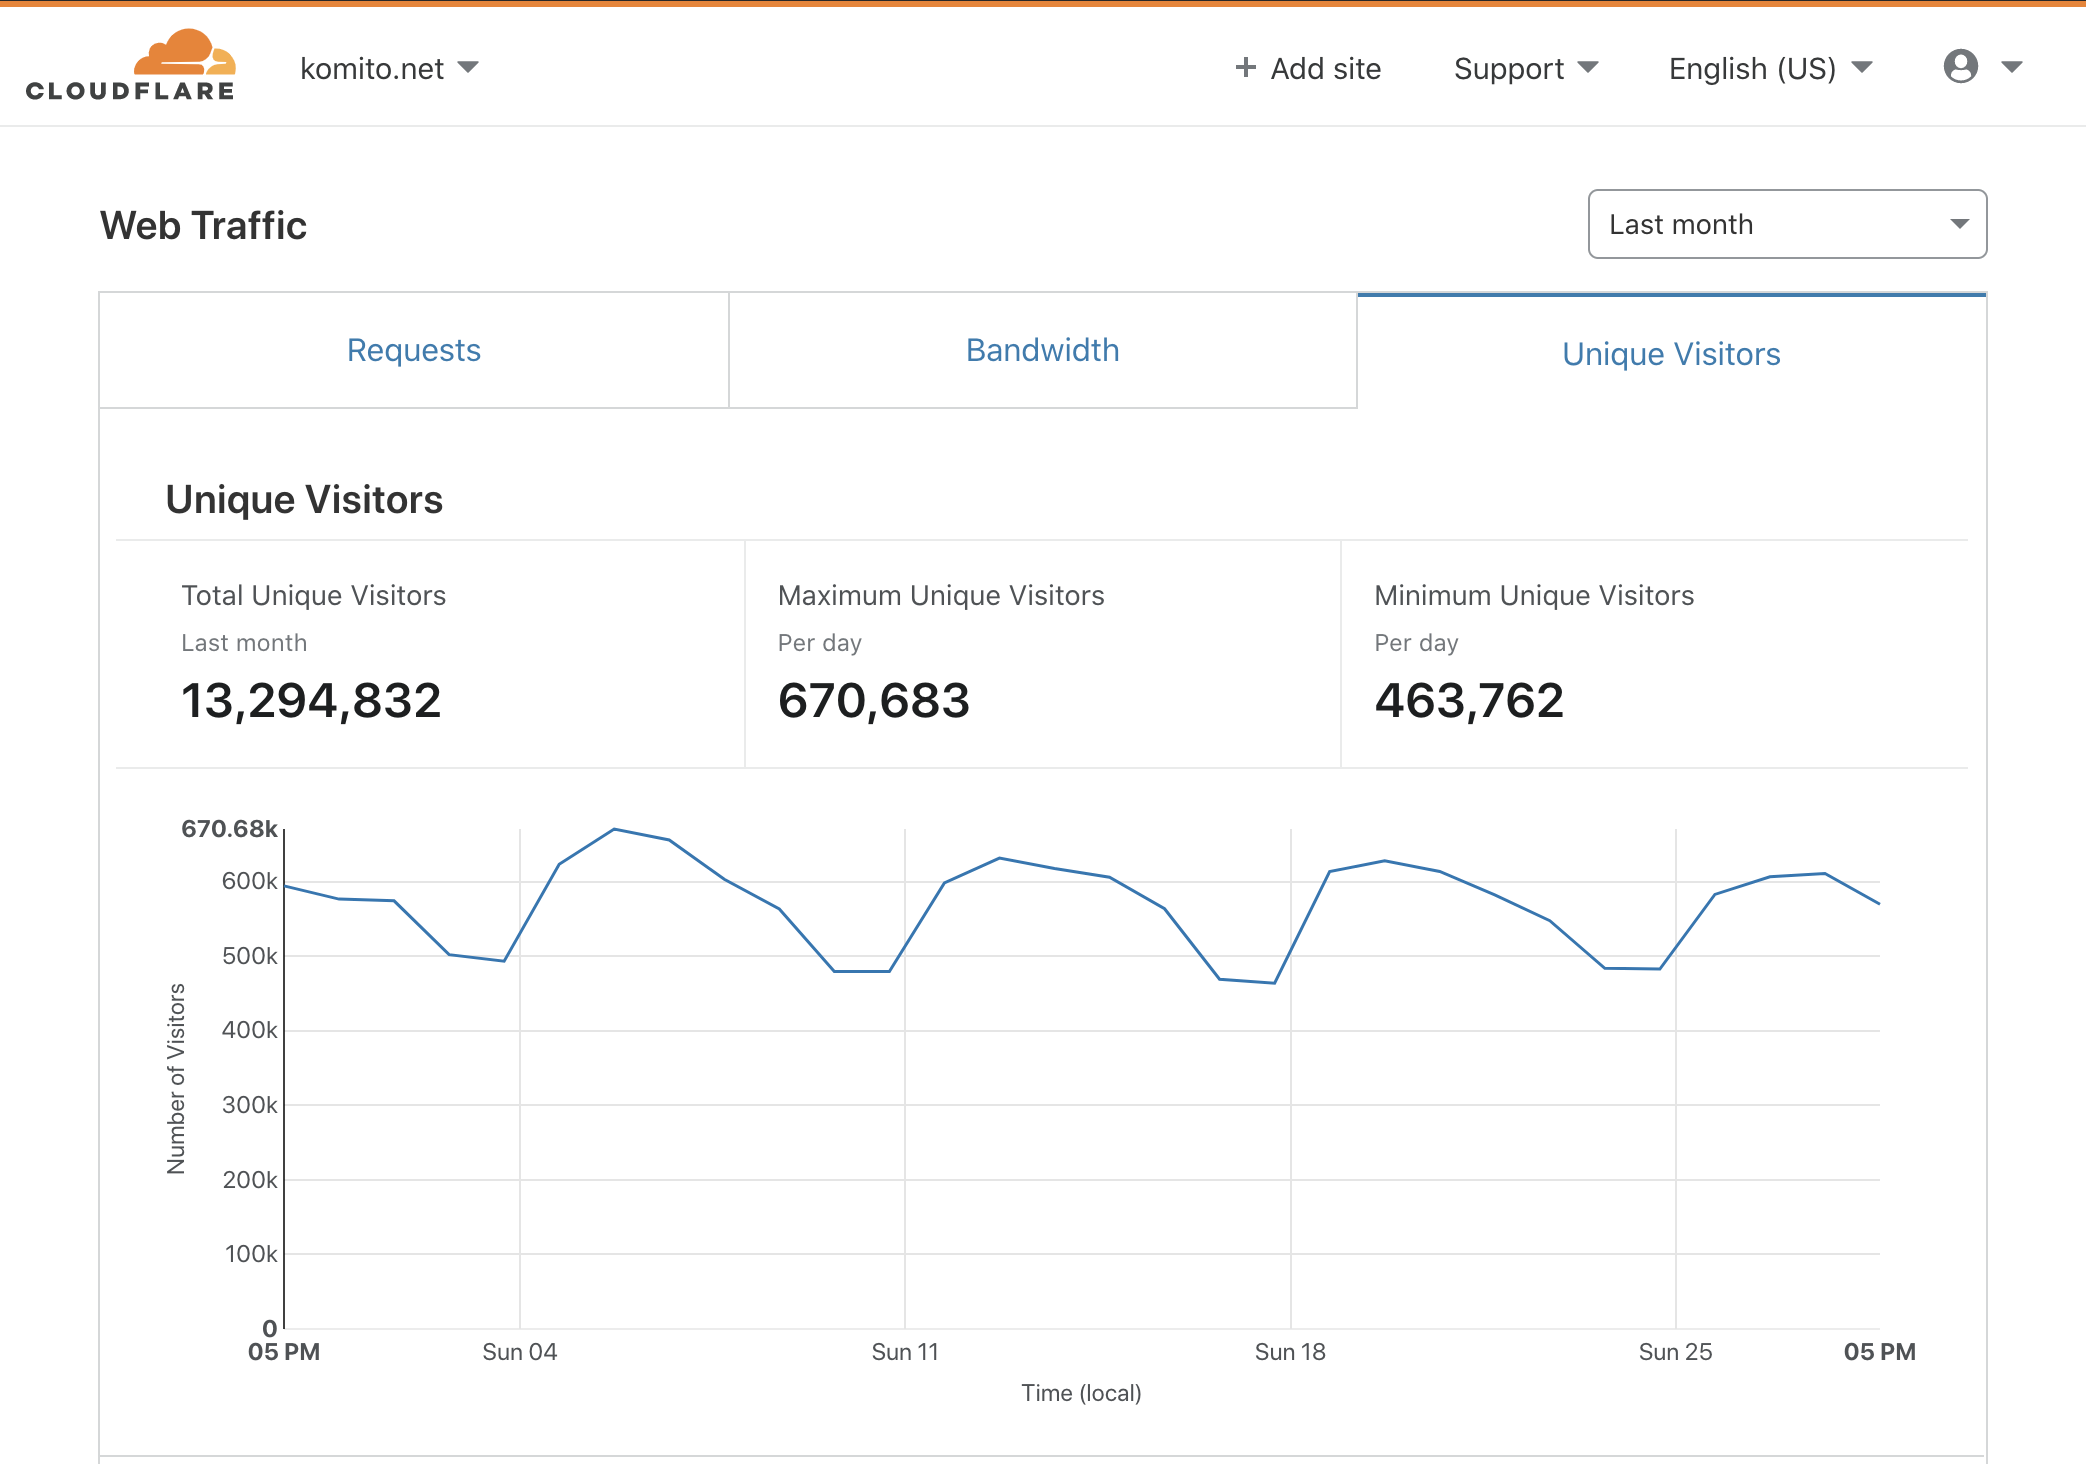 CLOUDFLARE
komito.net
+ Add site
Support
English (US)
Web Traffic
Last month
Requests
Bandwidth
Unique Visitors
Unique Visitors
Total Unique Visitors
Last month
13,294,832
Maximum Unique Visitors
Per day
670,683
Minimum Unique Visitors
Per day
463,762
670.68k
600k
500k
400k
300k
200k
100k
0
Number of Visitors
05 PM
Sun 04
Sun 11
Sun 18
Sun 25
05 PM
Time (local)